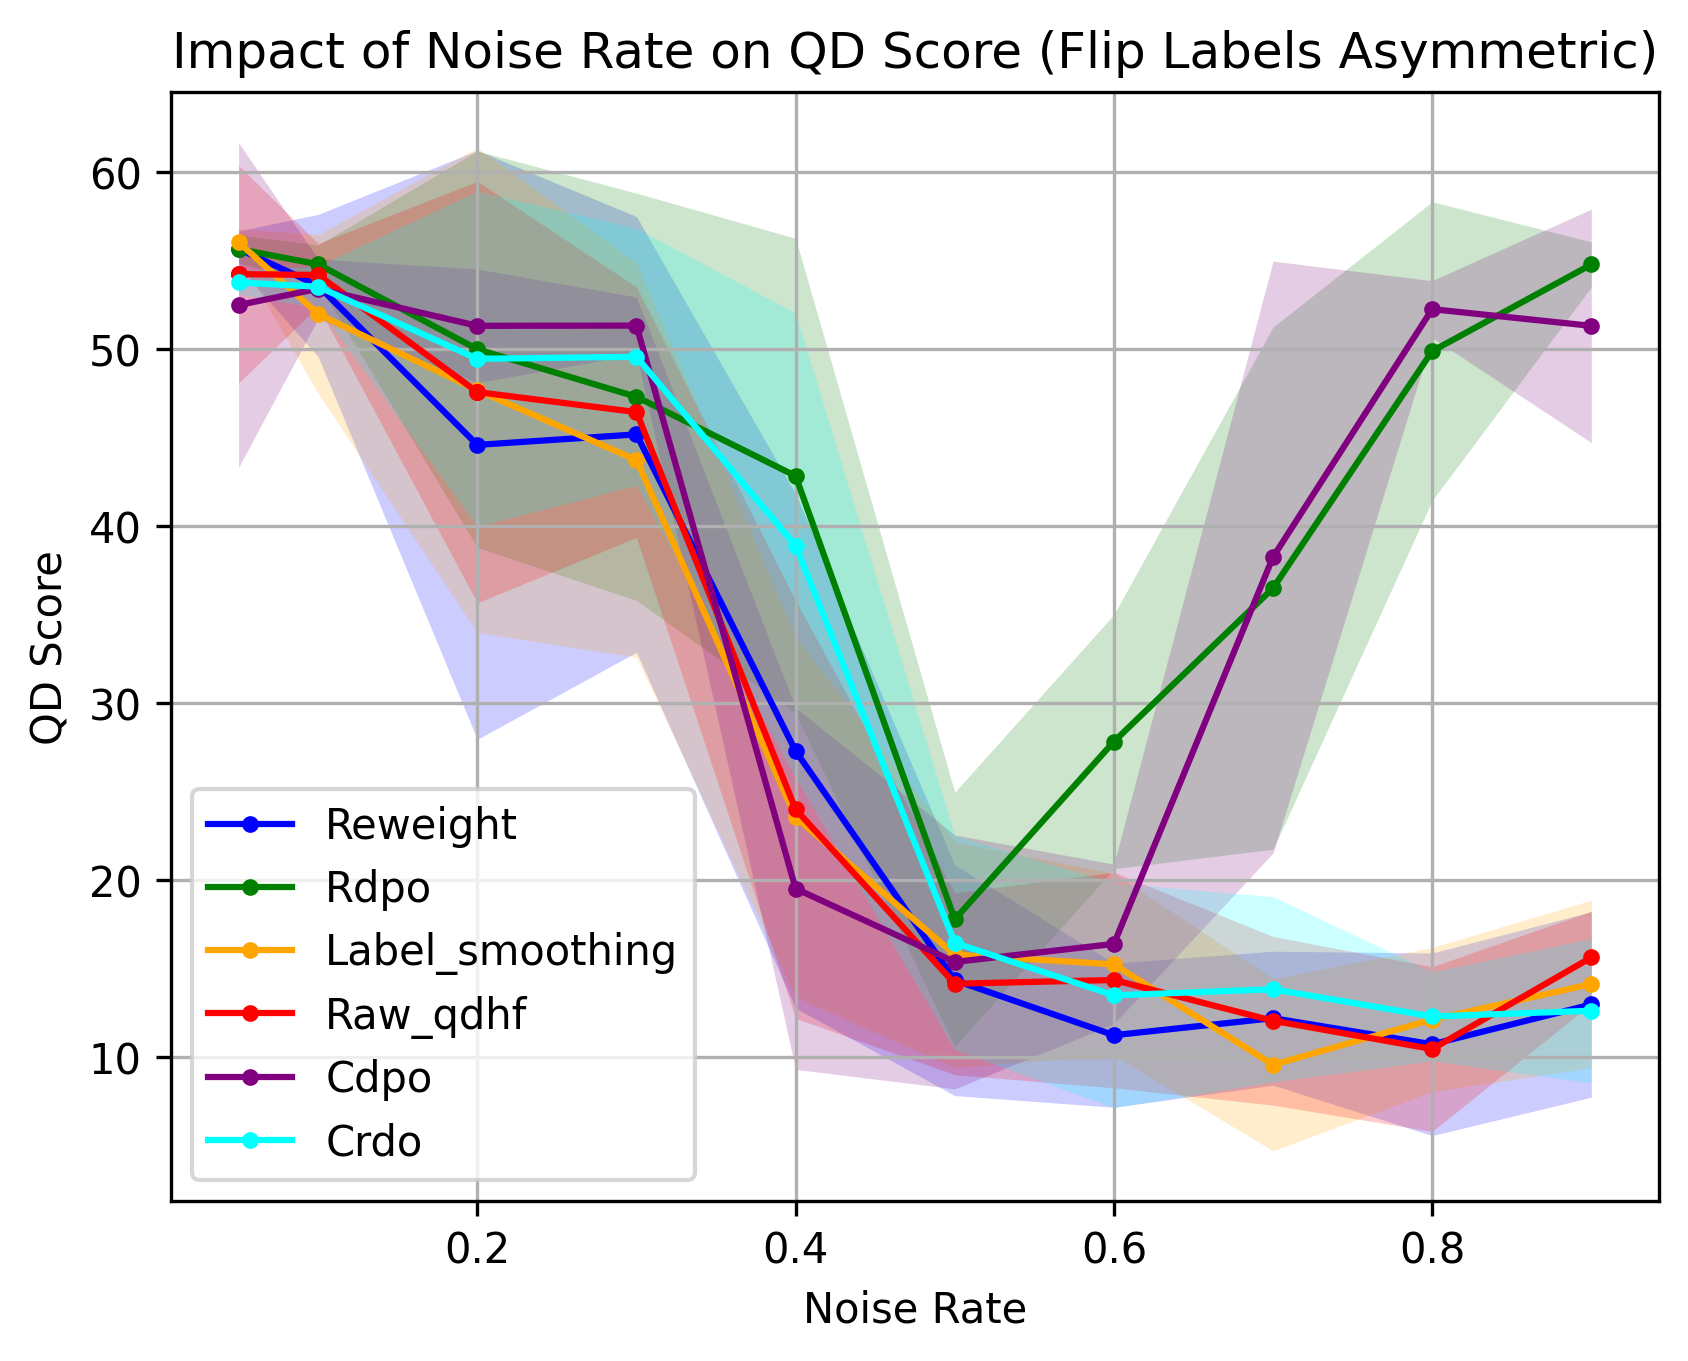 Impact of Noise Rate on QD Score (Flip Labels Asymmetric)
60
50
40
30
20
10
QD Score
Reweight
Rdpo
Label_smoothing
Raw_qdhf
Cdpo
Crdo
0.2 0.4 0.6 0.8
Noise Rate